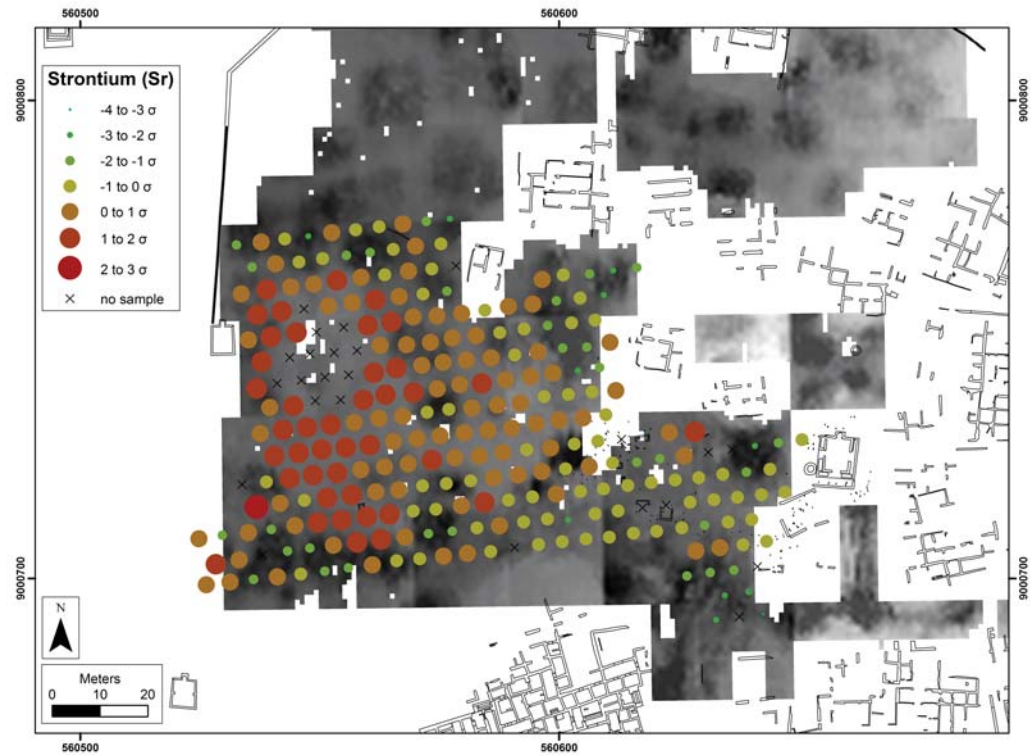 560500 560600
Strontium (Sr)
-4 to -3 σ
-3 to -2 σ
-2 to -1 σ
-1 to 0 σ
0 to 1 σ
1 to 2 σ
2 to 3 σ
no sample
9000800 9000800
9000700 9000700
N
Meters
0 10 20
560500 560600